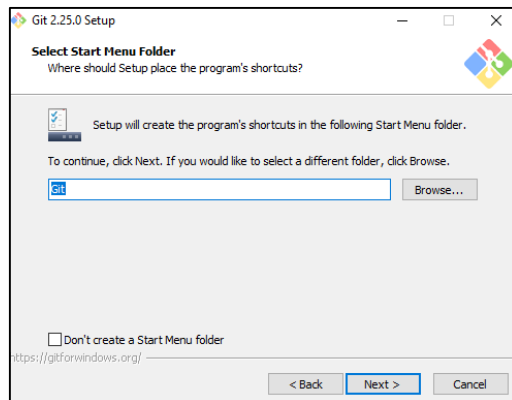 Git 2.25.0 Setup
Select Start Menu Folder
Where should Setup place the program's shortcuts?
Setup will create the program's shortcuts in the following Start Menu folder.
To continue, click Next. If you would like to select a different folder, click Browse.
Git
Browse...
Don't create a Start Menu folder
https://gitforwindows.org/
< Back
Next >
Cancel